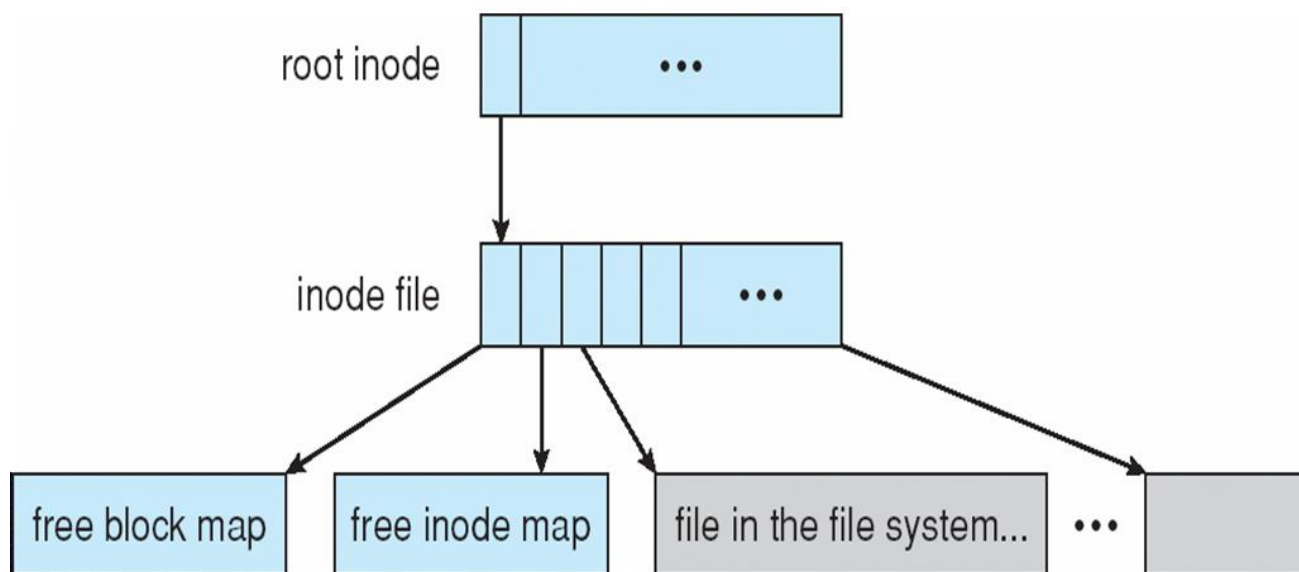 root inode
•••
inode file
•••
free block map
free inode map
file in the file system...
•••